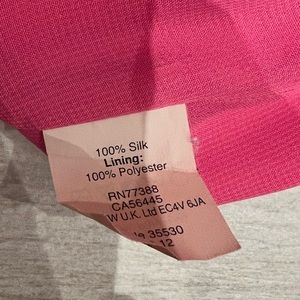 100% Silk
Lining:
100% Polyester
RN77388
CA56445
W U.K. Ltd EC4V 6JA
35530
12